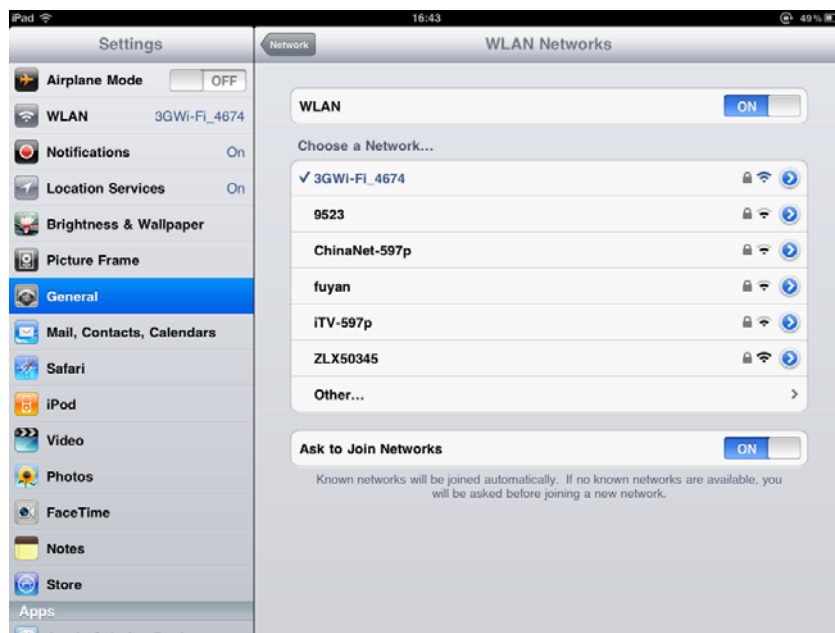 iPad 16:43 49%
Settings
Network WLAN Networks
Airplane Mode OFF
WLAN 3GWi-Fi_4674
Notifications On
Location Services On
Brightness & Wallpaper
Picture Frame
General
Mail, Contacts, Calendars
Safari
iPod
Video
Photos
FaceTime
Notes
Store
Apps
WLAN ON
Choose a Network...
3GWi-Fi_4674
9523
ChinaNet-597p
fuyan
iTV-597p
ZLX50345
Other...
Ask to Join Networks ON
Known networks will be joined automatically. If no known networks are available, you
will be asked before joining a new network.